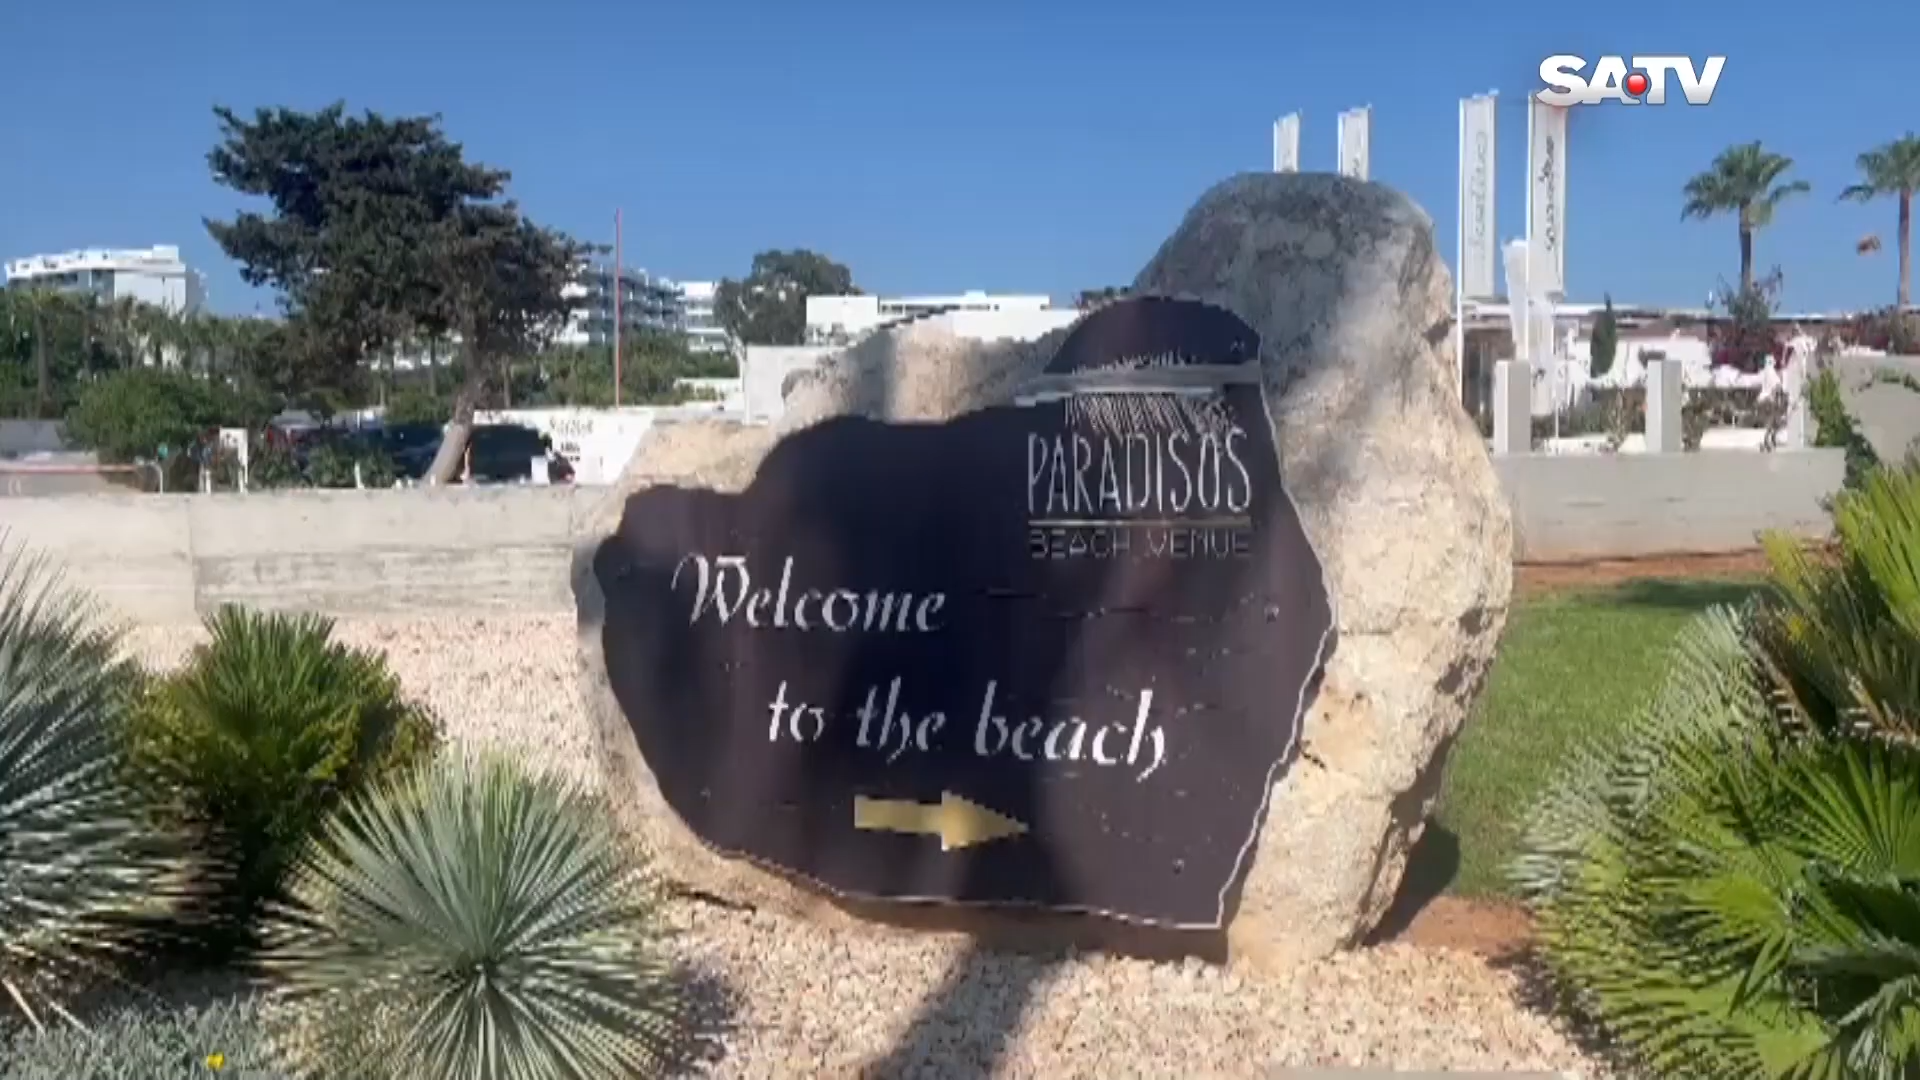 SATV
PARADISOS
BEACH VENUE
Welcome
to the beach